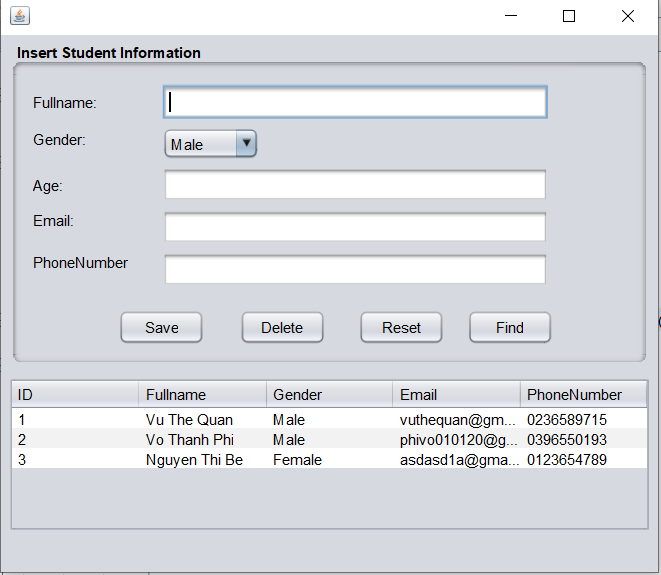 Insert Student Information
Fullname:
Gender: Male
Age:
Email:
PhoneNumber
Save Delete Reset Find
ID Fullname Gender Email PhoneNumber
1 Vu The Quan Male vuthequan@gm... 0236589715
2 Vo Thanh Phi Male phivo010120@g... 0396550193
3 Nguyen Thi Be Female asdasd1a@gma... 0123654789